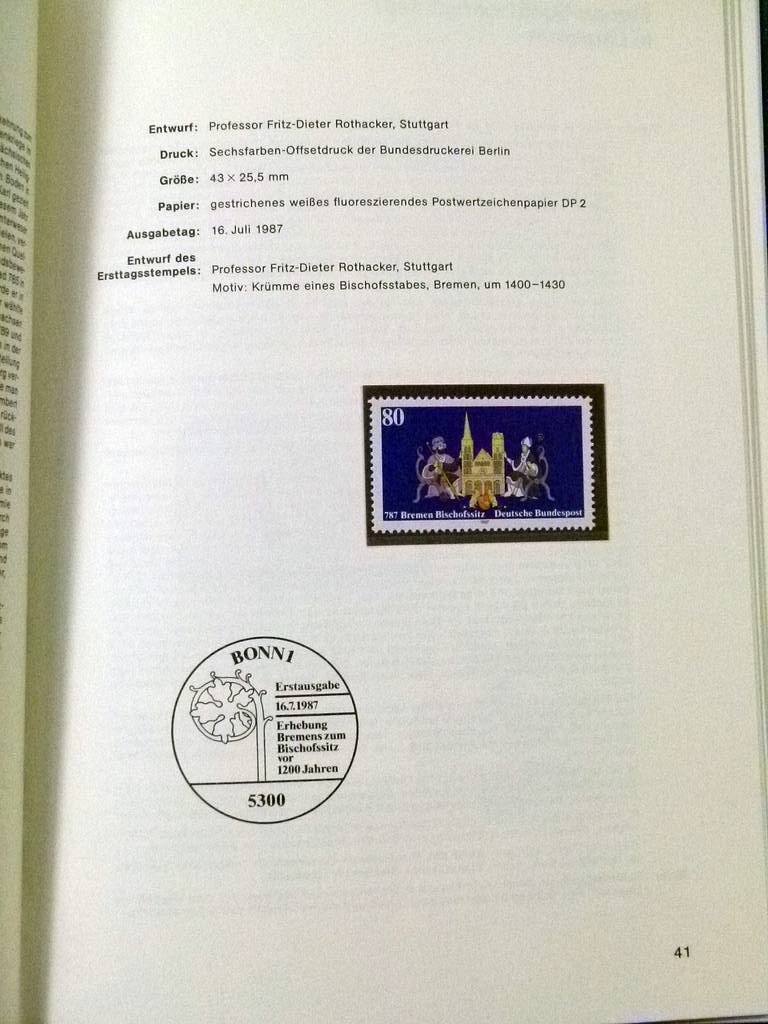 Entwurf: Professor Fritz-Dieter Rothacker, Stuttgart
Druck: Sechsfarben-Offsetdruck der Bundesdruckerei Berlin
Größe: 43 × 25,5 mm
Papier: gestrichenes weißes fluoreszierendes Postwertzeichenpapier DP 2
Ausgabetag: 16. Juli 1987
Entwurf des
Ersttagsstempels: Professor Fritz-Dieter Rothacker, Stuttgart
Motiv: Krümme eines Bischofsstabes, Bremen, um 1400–1430
80
787 Bremen Bischofssitz Deutsche Bundespost
BONN 1
Erstausgabe
16.7.1987
Erhebung
Bremens zum
Bischofssitz
vor
1200 Jahren
5300
41